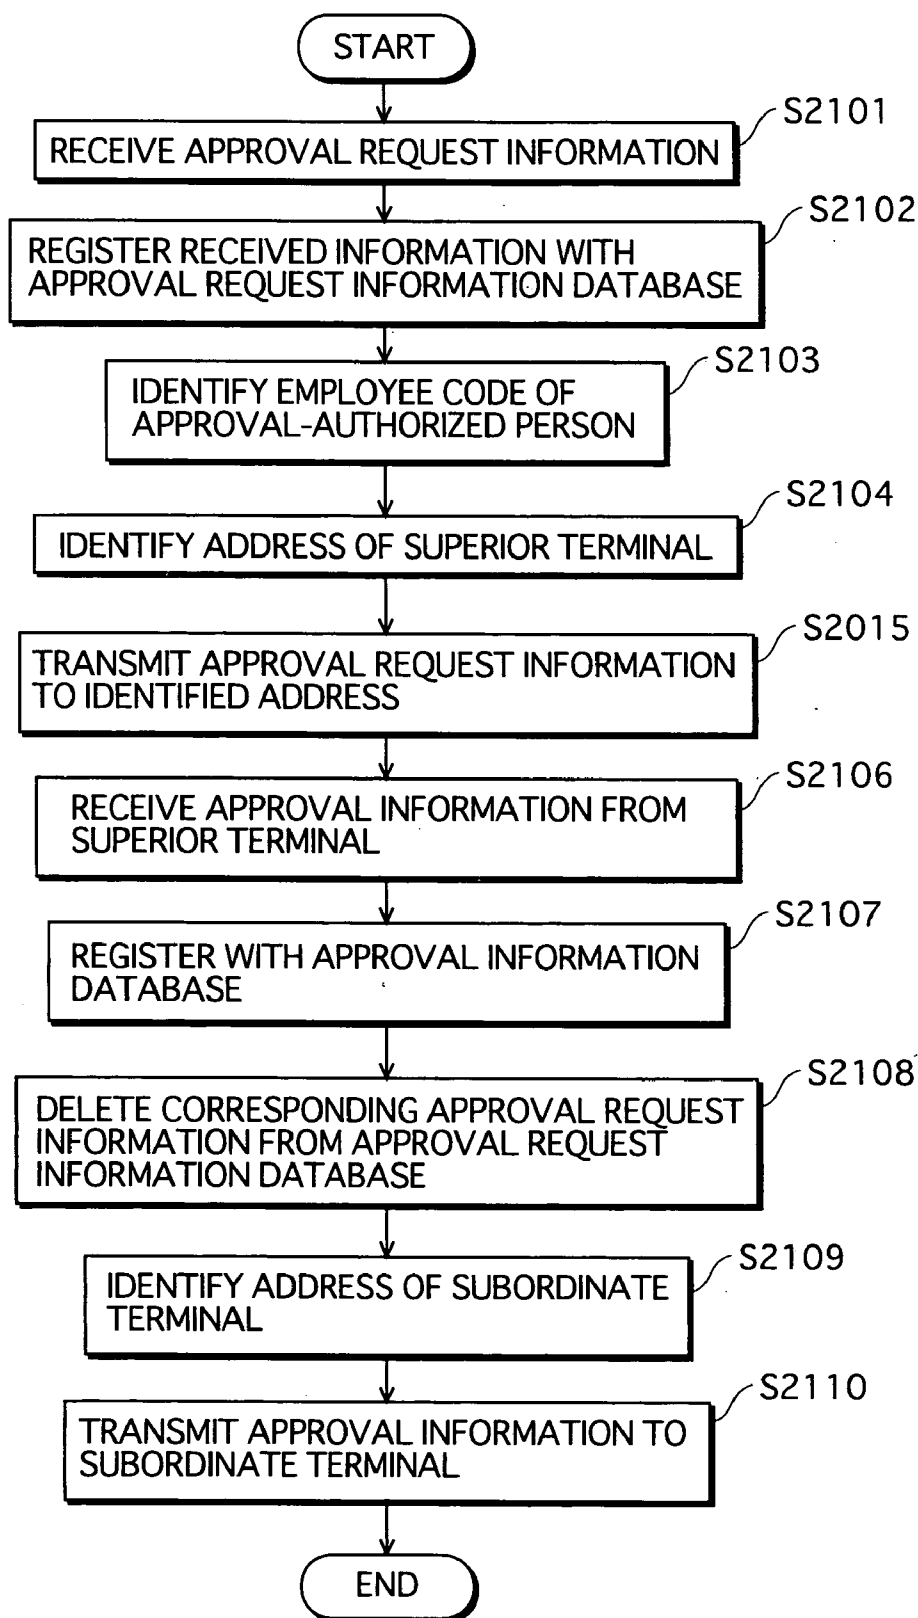 START
S2101
RECEIVE APPROVAL REQUEST INFORMATION
S2102
REGISTER RECEIVED INFORMATION WITH
APPROVAL REQUEST INFORMATION DATABASE
S2103
IDENTIFY EMPLOYEE CODE OF
APPROVAL-AUTHORIZED PERSON
S2104
IDENTIFY ADDRESS OF SUPERIOR TERMINAL
S2015
TRANSMIT APPROVAL REQUEST INFORMATION
TO IDENTIFIED ADDRESS
S2106
RECEIVE APPROVAL INFORMATION FROM
SUPERIOR TERMINAL
S2107
REGISTER WITH APPROVAL INFORMATION
DATABASE
S2108
DELETE CORRESPONDING APPROVAL REQUEST
INFORMATION FROM APPROVAL REQUEST
INFORMATION DATABASE
S2109
IDENTIFY ADDRESS OF SUBORDINATE
TERMINAL
S2110
TRANSMIT APPROVAL INFORMATION TO
SUBORDINATE TERMINAL
END